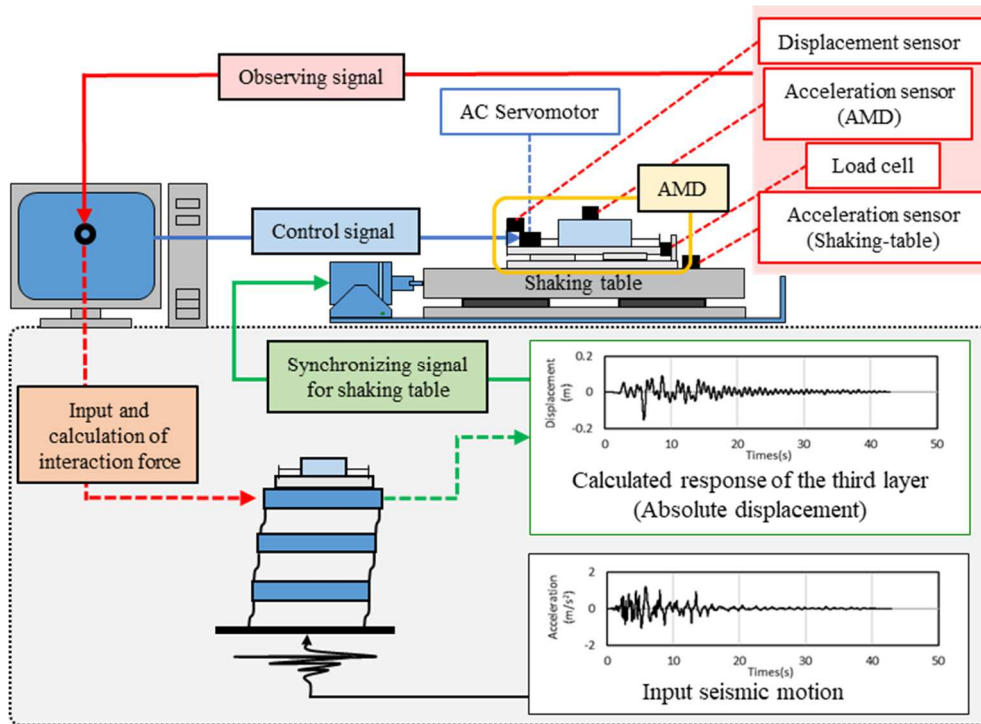 Displacement sensor
Observing signal
Acceleration sensor
(AMD)
AC Servomotor
Load cell
AMD
Acceleration sensor
(Shaking-table)
Control signal
Shaking table
Synchronizing signal
for shaking table
Input and
calculation of
interaction force
Displacement
(m)
0.2
0
-0.2
0 10 20 30 40 50
Times(s)
Calculated response of the third layer
(Absolute displacement)
Acceleration
(m/s²)
2
0
-2
0 10 20 30 40 50
Times(s)
Input seismic motion